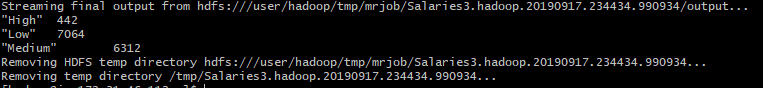 Streaming final output from hdfs:///user/hadoop/tmp/mrjob/Salaries3.hadoop.20190917.234434.990934/output...
"High"	442
"Low"	7064
"Medium"	6312
Removing HDFS temp directory hdfs:///user/hadoop/tmp/mrjob/Salaries3.hadoop.20190917.234434.990934...
Removing temp directory /tmp/Salaries3.hadoop.20190917.234434.990934...